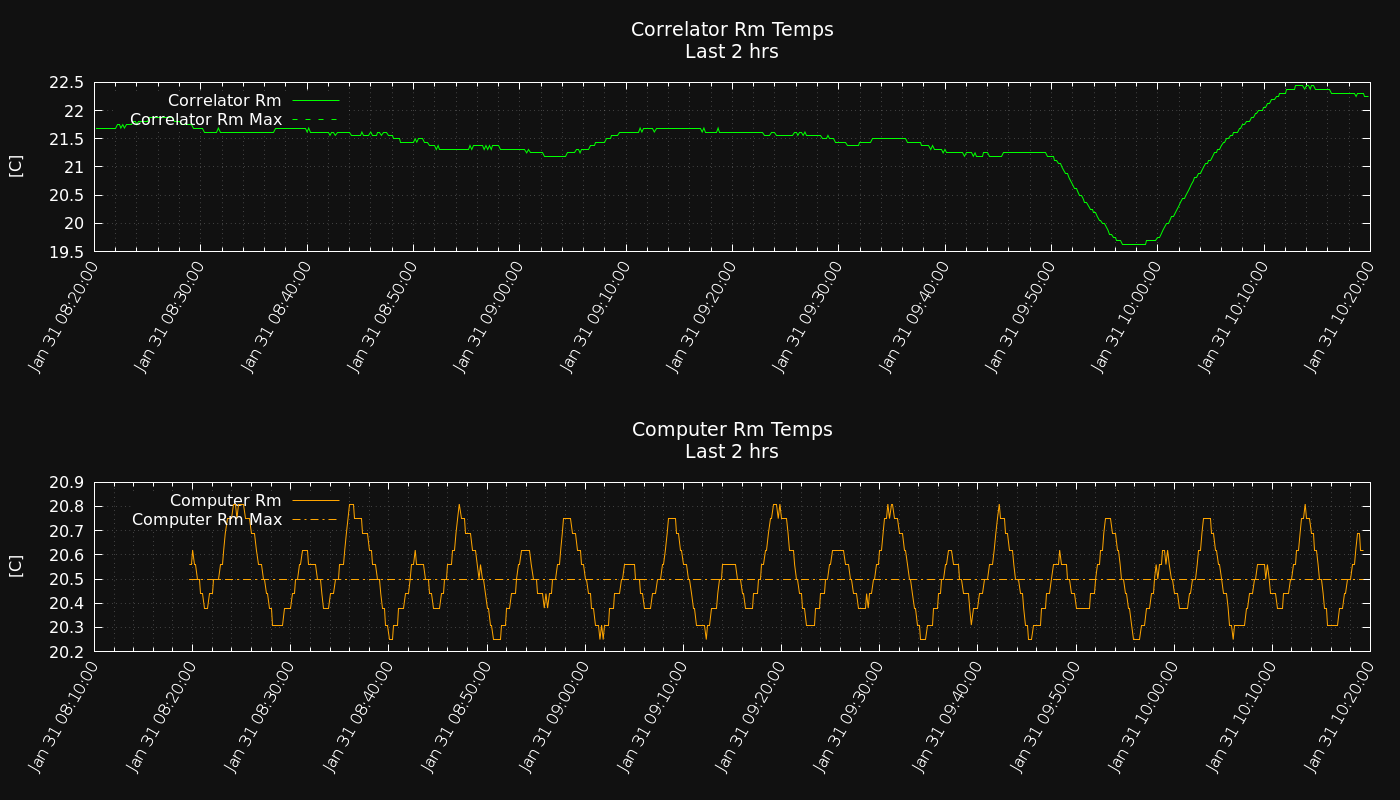 Correlator Rm Temps
Last 2 hrs
22.5
22
21.5
21
20.5
20
19.5
[C]
Correlator Rm
Correlator Rm Max
Jan 31 08:20:00
Jan 31 08:30:00
Jan 31 08:40:00
Jan 31 08:50:00
Jan 31 09:00:00
Jan 31 09:10:00
Jan 31 09:20:00
Jan 31 09:30:00
Jan 31 09:40:00
Jan 31 09:50:00
Jan 31 10:00:00
Jan 31 10:10:00
Jan 31 10:20:00
Computer Rm Temps
Last 2 hrs
20.9
20.8
20.7
20.6
20.5
20.4
20.3
20.2
[C]
Computer Rm
Computer Rm Max
Jan 31 08:10:00
Jan 31 08:20:00
Jan 31 08:30:00
Jan 31 08:40:00
Jan 31 08:50:00
Jan 31 09:00:00
Jan 31 09:10:00
Jan 31 09:20:00
Jan 31 09:30:00
Jan 31 09:40:00
Jan 31 09:50:00
Jan 31 10:00:00
Jan 31 10:10:00
Jan 31 10:20:00